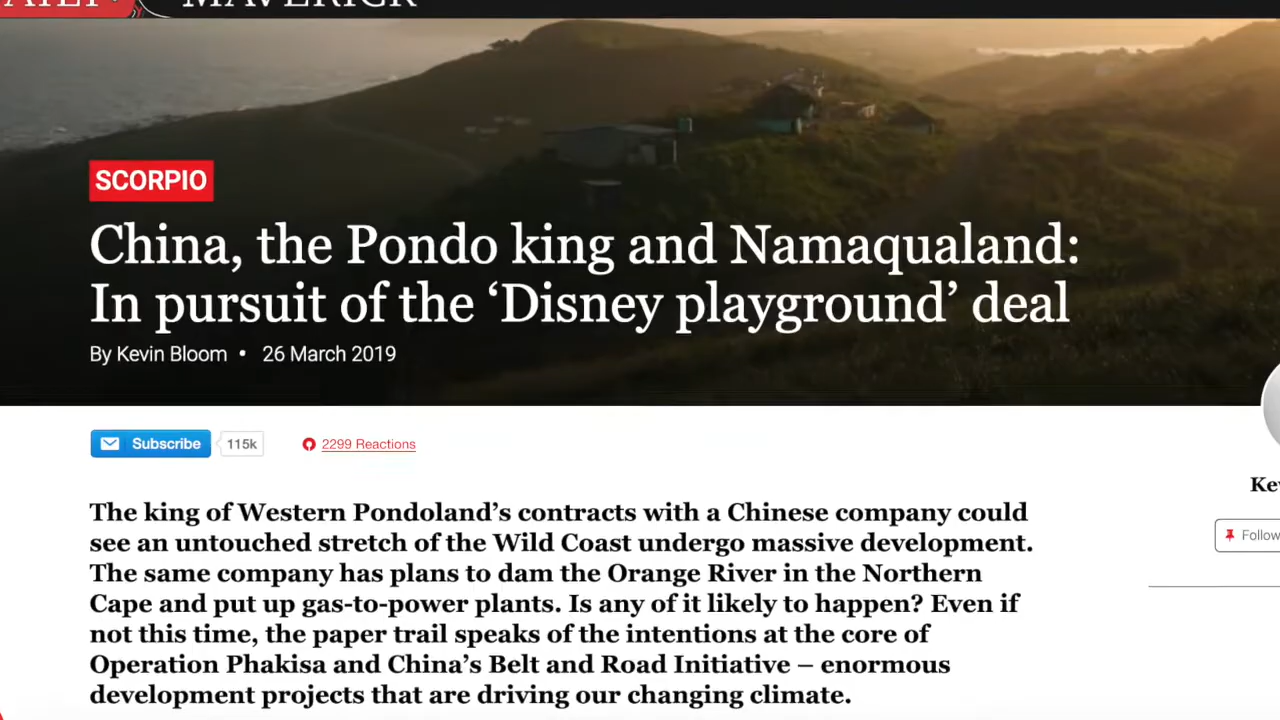 MAVERICK
SCORPIO
China, the Pondo king and Namaqualand:
In pursuit of the ‘Disney playground’ deal
By Kevin Bloom • 26 March 2019
Subscribe 115k 2299 Reactions
The king of Western Pondoland’s contracts with a Chinese company could
see an untouched stretch of the Wild Coast undergo massive development.
The same company has plans to dam the Orange River in the Northern
Cape and put up gas-to-power plants. Is any of it likely to happen? Even if
not this time, the paper trail speaks of the intentions at the core of
Operation Phakisa and China’s Belt and Road Initiative – enormous
development projects that are driving our changing climate.
Ke
Follow